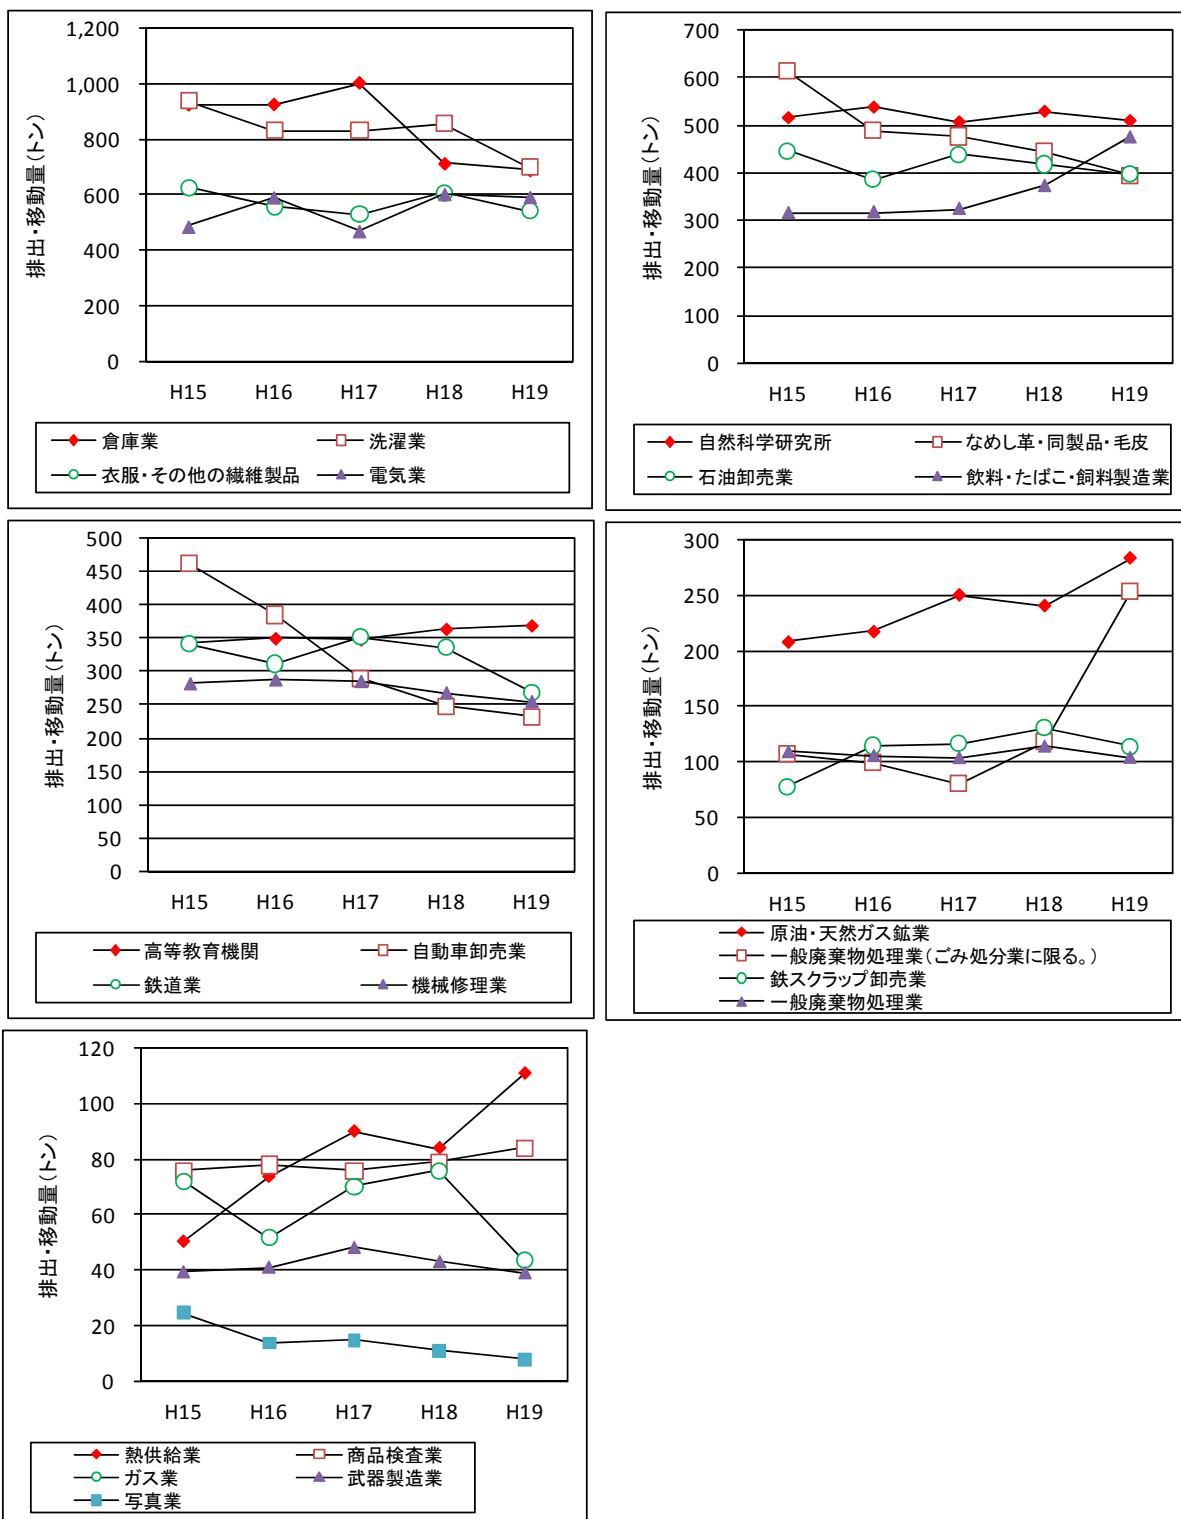 1,200
1,000
800
600
400
200
0
排出・移動量(トン)
H15 H16 H17 H18 H19
倉庫業 洗濯業
衣服・その他の繊維製品 電気業
700
600
500
400
300
200
100
0
排出・移動量(トン)
H15 H16 H17 H18 H19
自然科学研究所 なめし革・同製品・毛皮
石油卸売業 飲料・たばこ・飼料製造業
500
450
400
350
300
250
200
150
100
50
0
排出・移動量(トン)
H15 H16 H17 H18 H19
高等教育機関 自動車卸売業
鉄道業 機械修理業
300
250
200
150
100
50
0
排出・移動量(トン)
H15 H16 H17 H18 H19
原油・天然ガス鉱業
一般廃棄物処理業(ごみ処分業に限る。)
鉄スクラップ卸売業
一般廃棄物処理業
120
100
80
60
40
20
0
排出・移動量(トン)
H15 H16 H17 H18 H19
熱供給業 商品検査業
ガス業 武器製造業
写真業